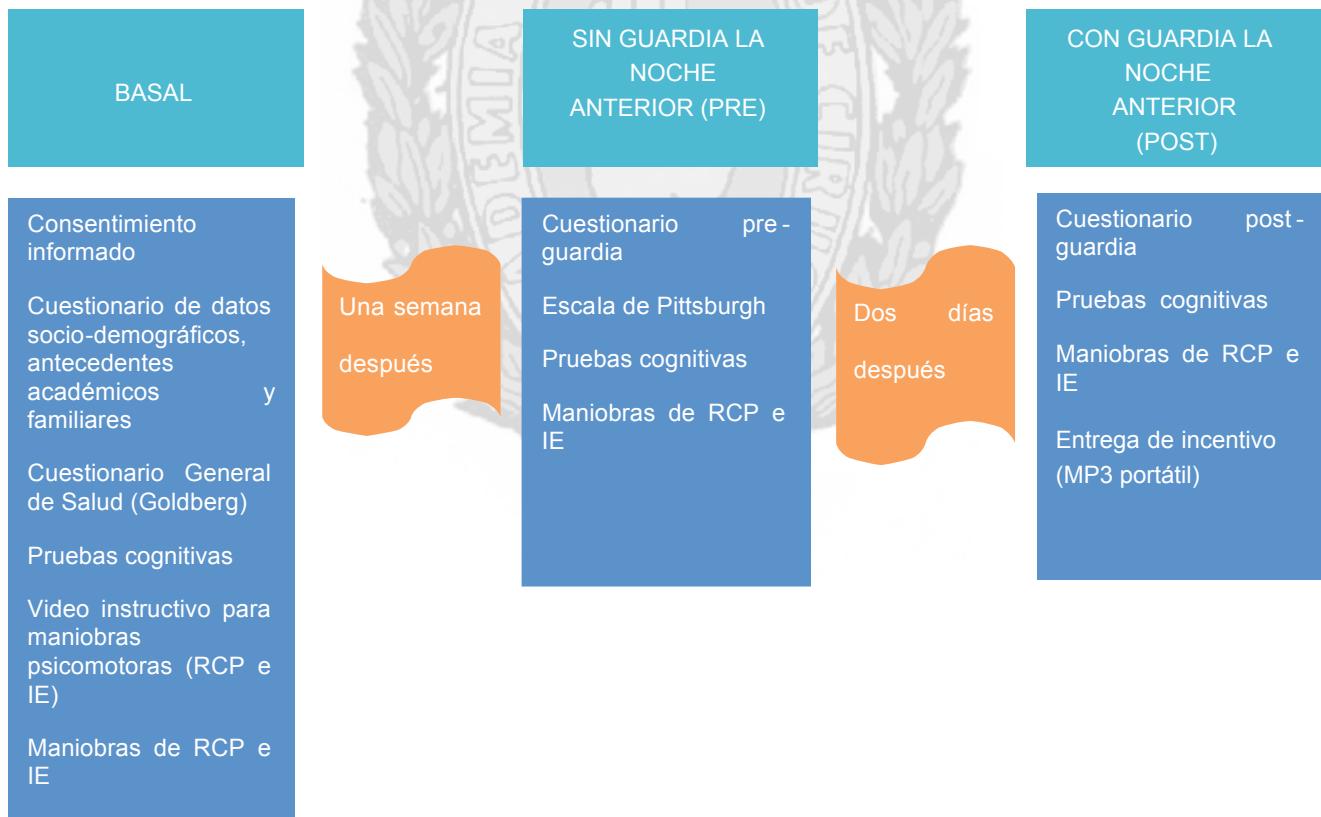 BASAL
Consentimiento
informado
Cuestionario de datos
socio-demográficos,
antecedentes
académicos y
familiares
Cuestionario General
de Salud (Goldberg)
Pruebas cognitivas
Video instructivo para
maniobras
psicomotoras (RCP e
IE)
Maniobras de RCP e
IE
Una semana
después
SIN GUARDIA LA
NOCHE
ANTERIOR (PRE)
Cuestionario pre-
guardia
Escala de Pittsburgh
Pruebas cognitivas
Maniobras de RCP e
IE
Dos días
después
CON GUARDIA LA
NOCHE
ANTERIOR
(POST)
Cuestionario post-
guardia
Pruebas cognitivas
Maniobras de RCP e
IE
Entrega de incentivo
(MP3 portátil)